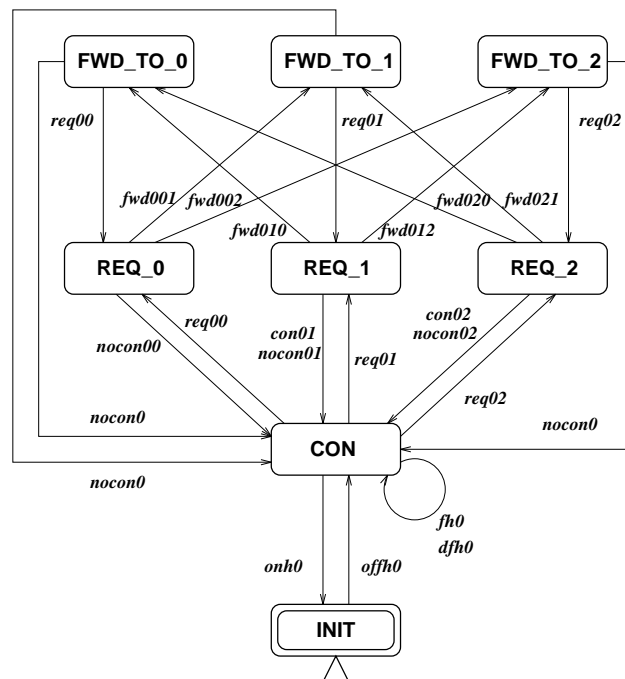 FWD_TO_0 FWD_TO_1 FWD_TO_2
req00 req01 req02
fwd001 fwd002 fwd020 fwd021
fwd010 fwd012
REQ_0 REQ_1 REQ_2
req00 con01 con02
nocon00 nocon01 req01 nocon02
req02
nocon0 nocon0
CON
nocon0
fh0
dfh0
onh0 offh0
INIT